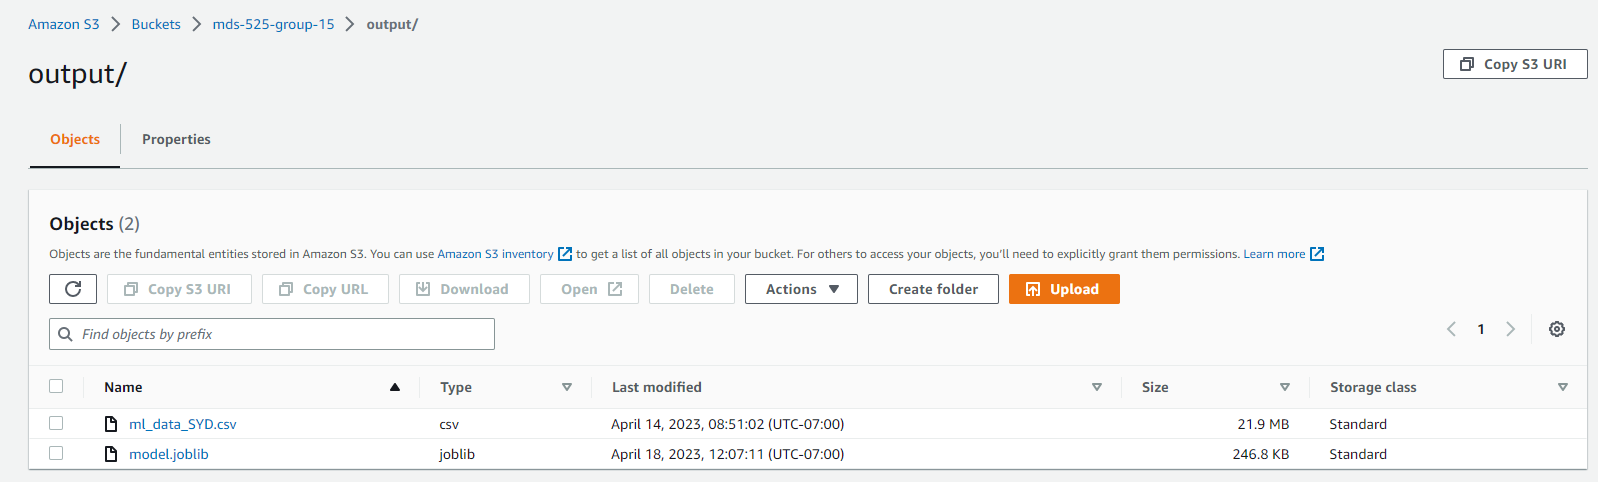 Amazon S3 > Buckets > mds-525-group-15 > output/
output/
Copy S3 URI
Objects Properties
Objects (2)
Objects are the fundamental entities stored in Amazon S3. You can use Amazon S3 inventory to get a list of all objects in your bucket. For others to access your objects, you'll need to explicitly grant them permissions. Learn more
Copy S3 URI Copy URL Download Open Delete Actions Create folder Upload
Find objects by prefix
1
Name Type Last modified Size Storage class
ml_data_SYD.csv csv April 14, 2023, 08:51:02 (UTC-07:00) 21.9 MB Standard
model.joblib joblib April 18, 2023, 12:07:11 (UTC-07:00) 246.8 KB Standard